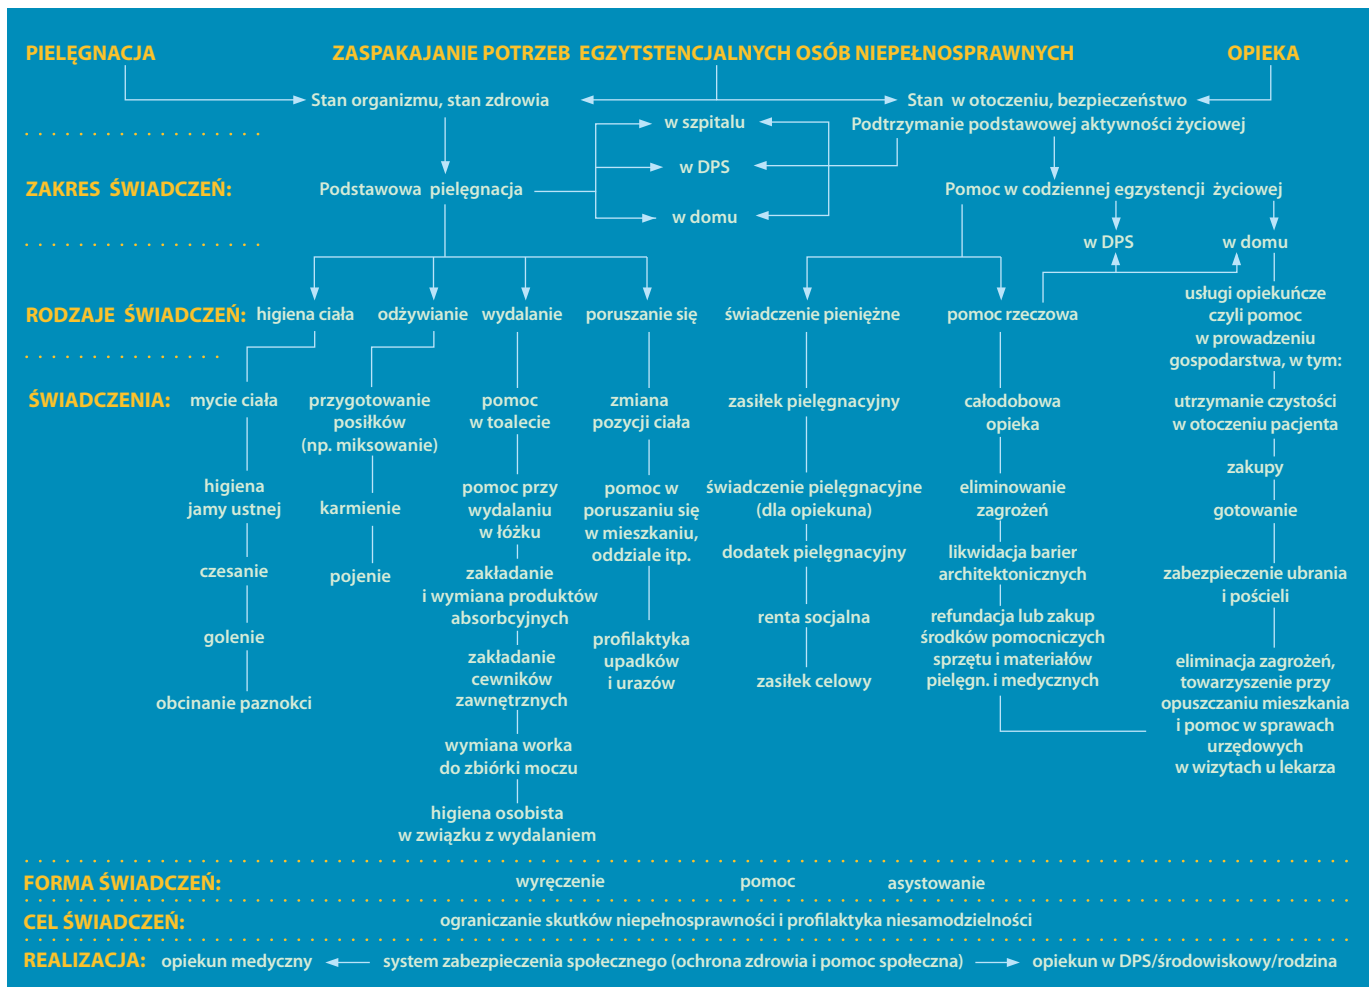 PIELĘGNACJA
ZASPAKAJANIE POTRZEB EGZYTSTENCJALNYCH OSÓB NIEPEŁNOSPRAWNYCH
OPIEKA
Stan organizmu, stan zdrowia
Stan w otoczeniu, bezpieczeństwo
Podtrzymanie podstawowej aktywności życiowej
w szpitalu
w DPS
w domu
ZAKRES ŚWIADCZEŃ:
Podstawowa pielęgnacja
Pomoc w codziennej egzystencji życiowej
w DPS
w domu
RODZAJE ŚWIADCZEŃ:
higiena ciała
odżywianie
wydalanie
poruszanie się
świadczenie pieniężne
pomoc rzeczowa
usługi opiekuńcze
czyli pomoc
w prowadzeniu
gospodarstwa, w tym:
ŚWIADCZENIA:
mycie ciała
higiena
jamy ustnej
czesanie
golenie
obcinanie paznokci
przygotowanie
posiłków
(np. miksowanie)
karmienie
pojenie
pomoc
w toalecie
pomoc przy
wydalaniu
w łóżku
zakładanie
i wymiana produktów
absorbcyjnych
zakładanie
cewników
zawnętrznych
wymiana worka
do zbiórki moczu
higiena osobista
w związku z wydalaniem
zmiana
pozycji ciała
pomoc w
poruszaniu się
w mieszkaniu,
oddziale itp.
profilaktyka
upadków
i urazów
zasiłek pielęgnacyjny
świadczenie pielęgnacyjne
(dla opiekuna)
dodatek pielęgnacyjny
renta socjalna
zasiłek celowy
całodobowa
opieka
eliminowanie
zagrożeń
likwidacja barier
architektonicznych
refundacja lub zakup
środków pomocniczych
sprzętu i materiałów
pielęgn. i medycznych
utrzymanie czystości
w otoczeniu pacjenta
zakupy
gotowanie
zabezpieczenie ubrania
i pościeli
eliminacja zagrożeń,
towarzyszenie przy
opuszczaniu mieszkania
i pomoc w sprawach
urzędowych
w wizytach u lekarza
FORMA ŚWIADCZEŃ:
wyręczenie
pomoc
asystowanie
CEL ŚWIADCZEŃ:
ograniczanie skutków niepełnosprawności i profilaktyka niesamodzielności
REALIZACJA:
opiekun medyczny
system zabezpieczenia społecznego (ochrona zdrowia i pomoc społeczna)
opiekun w DPS/środowiskowy/rodzina